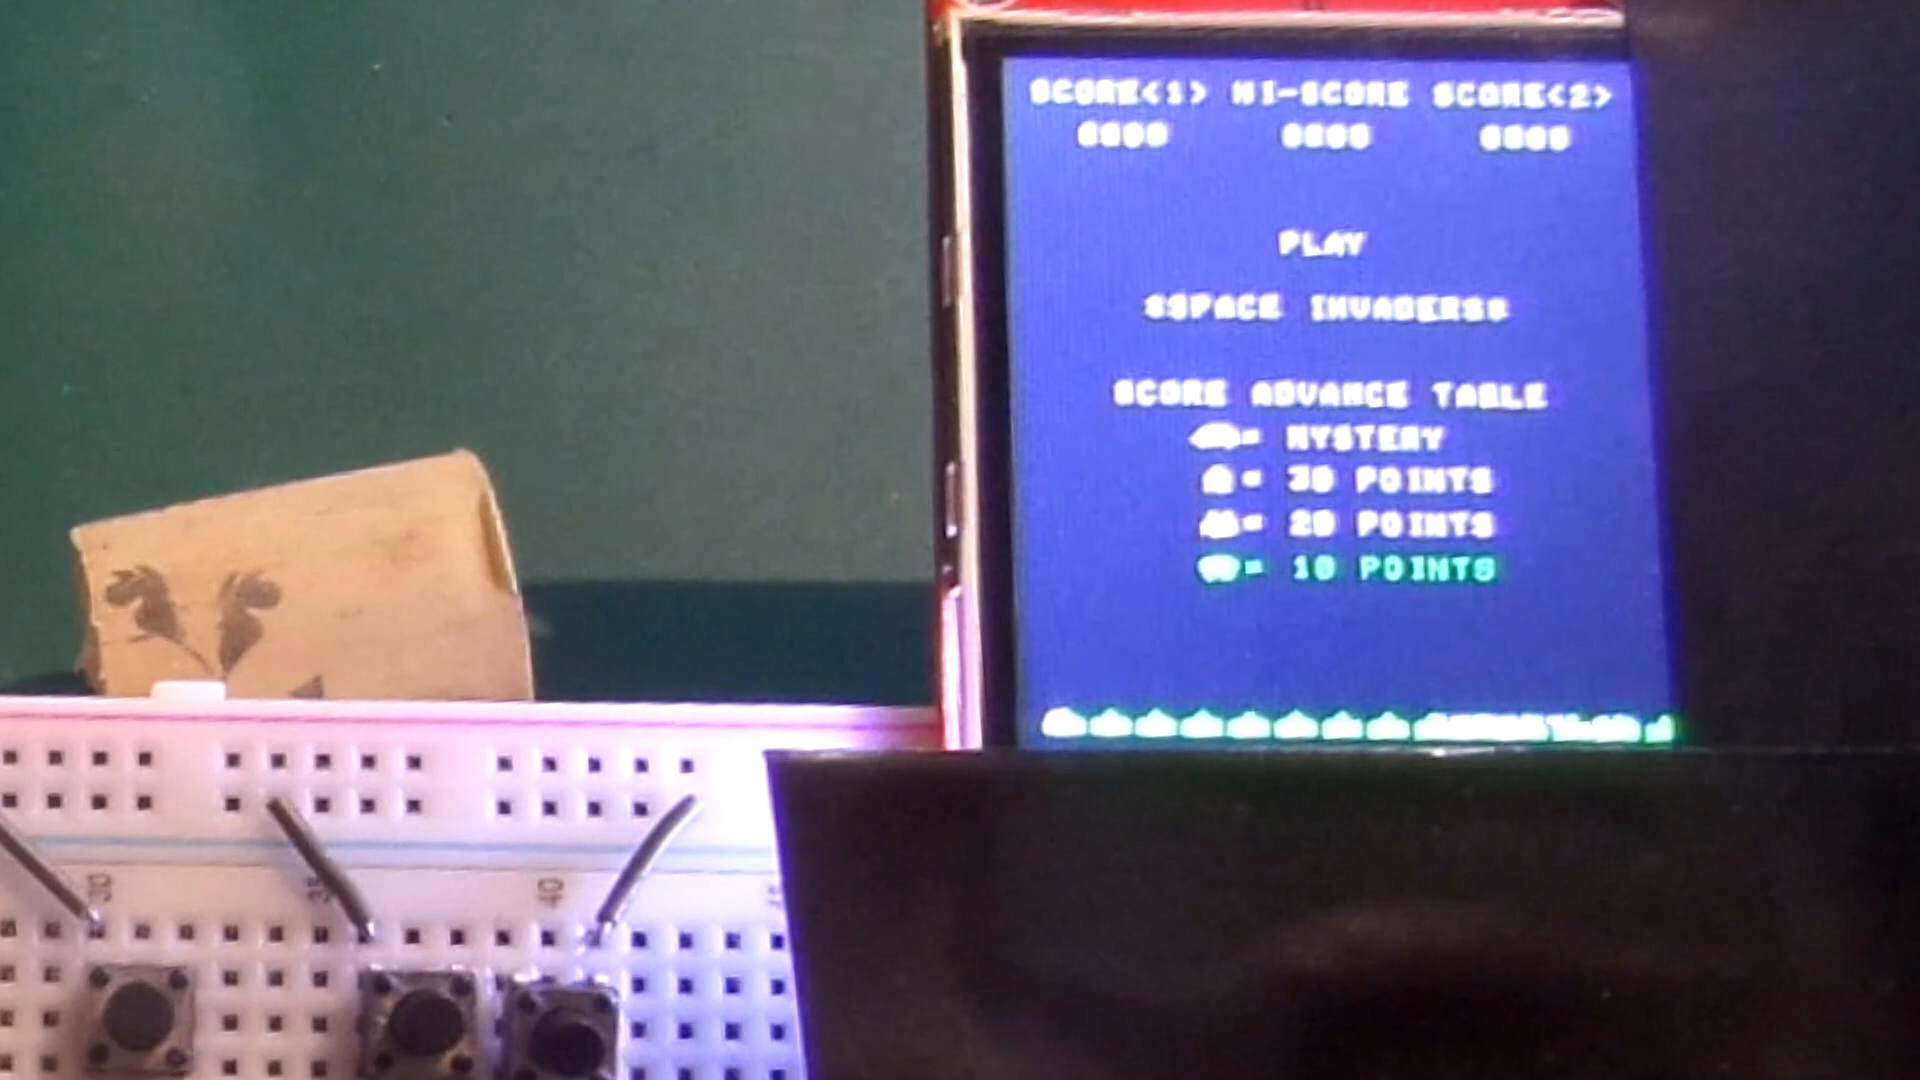 SCORE<1> HI-SCORE SCORE<2>
0000 0000 0000
PLAY
*SPACE INVADERS*
SCORE ADVANCE TABLE
= MYSTERY
= 30 POINTS
= 20 POINTS
= 10 POINTS
30 35 40